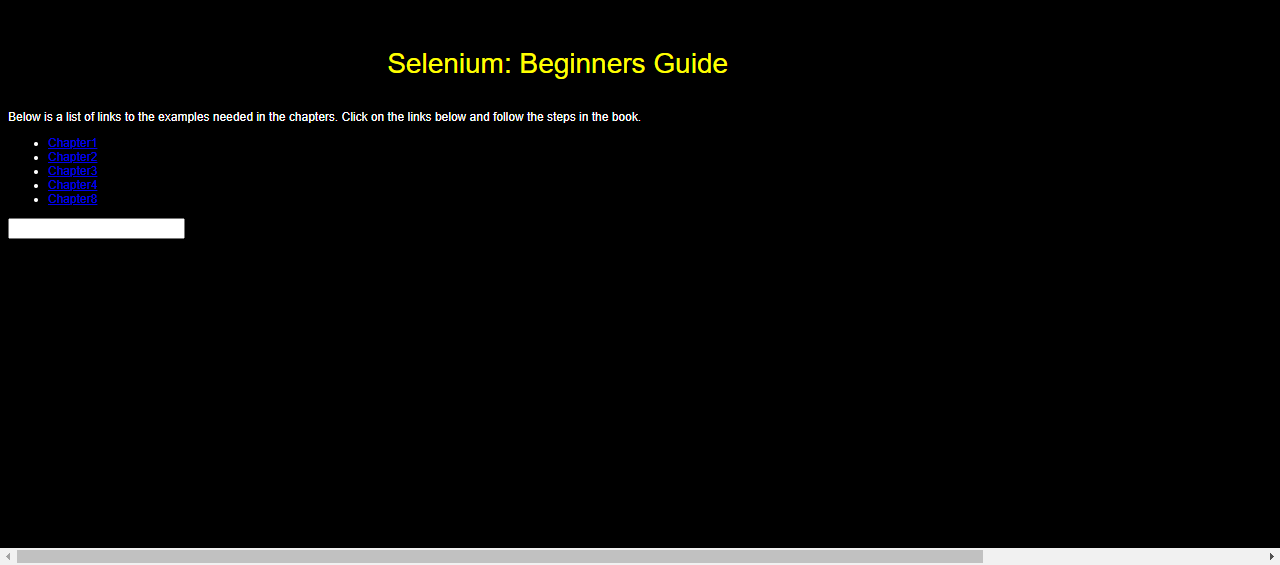 Selenium: Beginners Guide
Below is a list of links to the examples needed in the chapters. Click on the links below and follow the steps in the book.
Chapter1
Chapter2
Chapter3
Chapter4
Chapter8